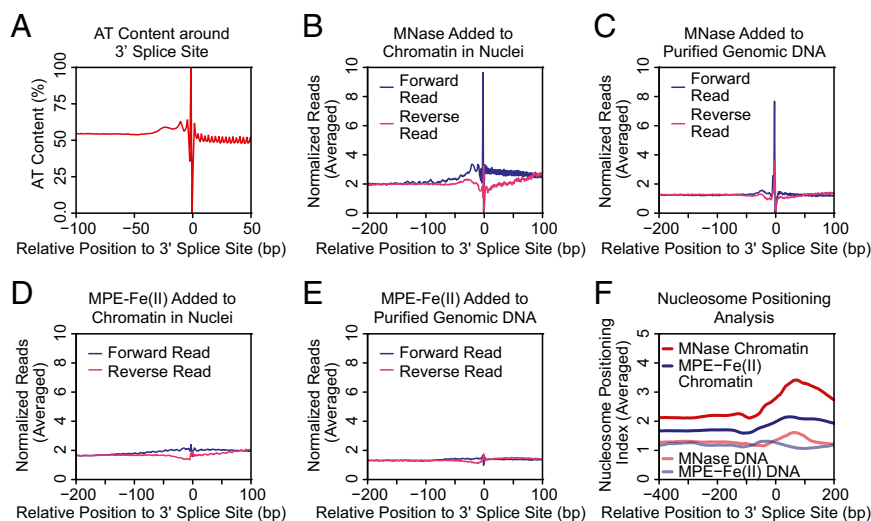 A
AT Content around
3' Splice Site
AT Content (%)
100
75
50
25
0.0
−100
−50
0
50
Relative Position to 3' Splice Site (bp)
B
MNase Added to
Chromatin in Nuclei
Normalized Reads
(Averaged)
10
8
6
4
2
0
Forward
Read
Reverse
Read
−200
−100
0
100
Relative Position to 3' Splice Site (bp)
C
MNase Added to
Purified Genomic DNA
Normalized Reads
(Averaged)
10
8
6
4
2
0
Forward
Read
Reverse
Read
−200
−100
0
100
Relative Position to 3' Splice Site (bp)
D
MPE-Fe(II) Added to
Chromatin in Nuclei
Normalized Reads
(Averaged)
10
8
6
4
2
0
Forward Read
Reverse Read
−200
−100
0
100
Relative Position to 3' Splice Site (bp)
E
MPE-Fe(II) Added to
Purified Genomic DNA
Normalized Reads
(Averaged)
10
8
6
4
2
0
Forward Read
Reverse Read
−200
−100
0
100
Relative Position to 3' Splice Site (bp)
F
Nucleosome Positioning
Analysis
Nucleosome Positioning
Index (Averaged)
5
4
3
2
1
0
MNase Chromatin
MPE−Fe(II)
Chromatin
MNase DNA
MPE−Fe(II) DNA
−400
−200
0
200
Relative Position to 3' Splice Site (bp)